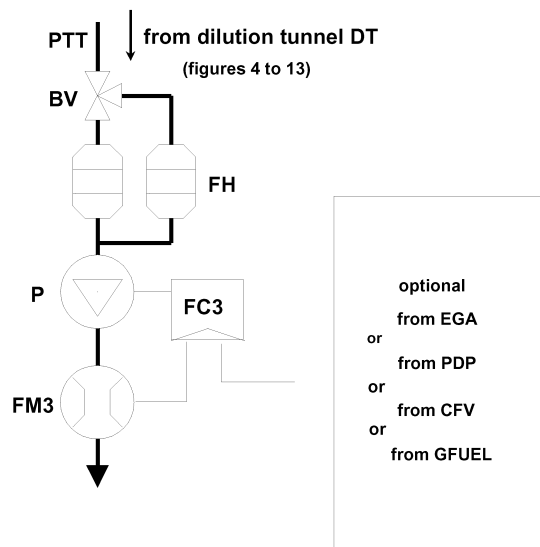 PTT
from dilution tunnel DT
(figures 4 to 13)
BV
FH
P
FC3
FM3
optional
from EGA
or
from PDP
or
from CFV
or
from GFUEL